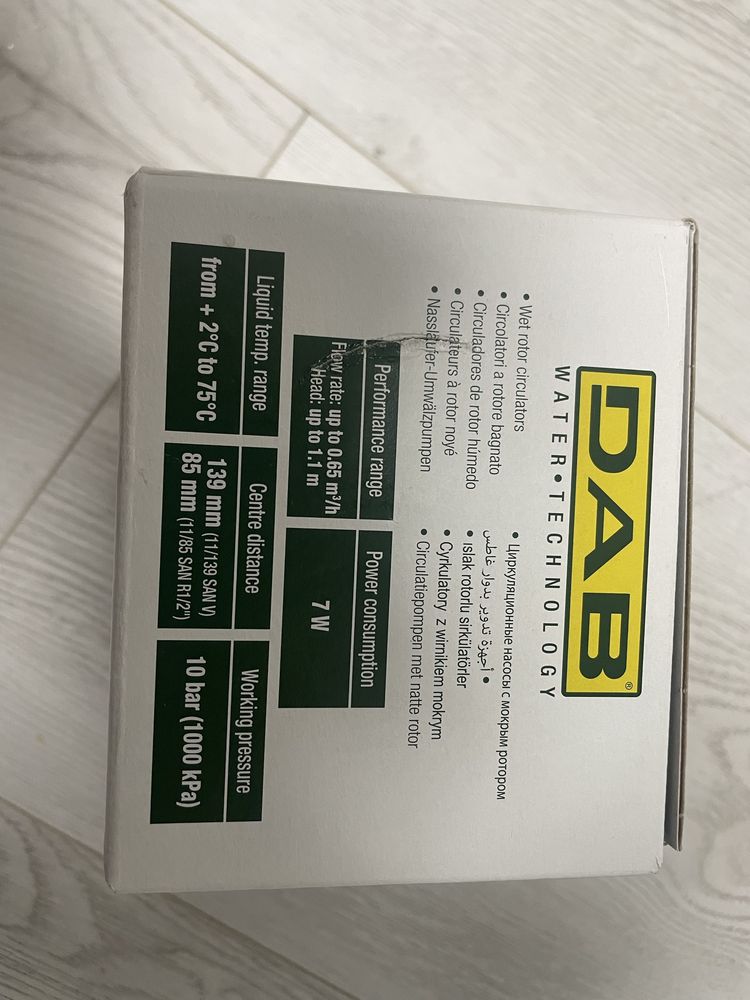 DAB®
WATER•TECHNOLOGY
• Wet rotor circulators
• Circolatori a rotore bagnato
• Circuladores de rotor húmedo
• Circulateurs à rotor noyé
• Nassläufer-Umwälzpumpen
• Циркуляционные насосы с мокрым ротором
• أجهزة تدوير بدوار غاطس
• ıslak rotorlu sirkülatörler
• Cyrkulatory z wirnikiem mokrym
• Circulatiepompen met natte rotor
Performance range
Flow rate: up to 0.65 m³/h
Head: up to 1.1 m
Power consumption
7 W
Liquid temp. range
from + 2°C to 75°C
Centre distance
139 mm (11/139 SAN V)
85 mm (11/85 SAN R1/2")
Working pressure
10 bar (1000 kPa)